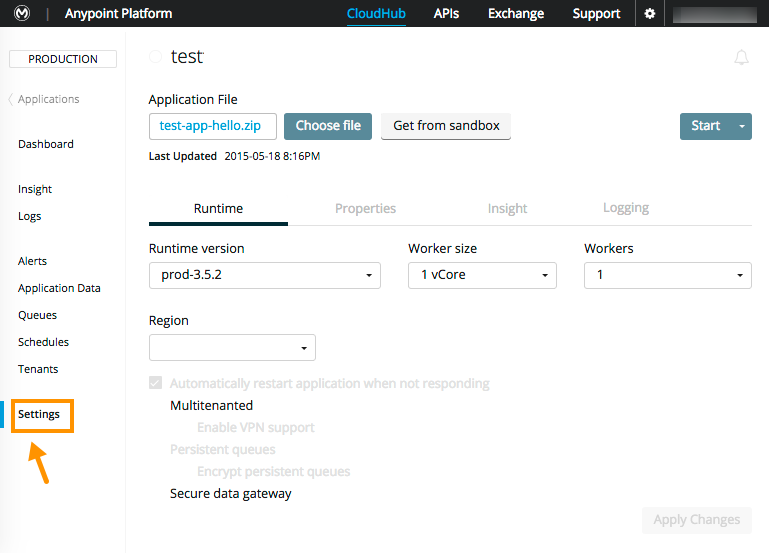 Anypoint Platform CloudHub APIs Exchange Support
PRODUCTION
Applications
Dashboard
Insight
Logs
Alerts
Application Data
Queues
Schedules
Tenants
Settings
test
Application File
test-app-hello.zip Choose file Get from sandbox Start
Last Updated 2015-05-18 8:16PM
Runtime Properties Insight Logging
Runtime version Worker size Workers
prod-3.5.2 1 vCore 1
Region
Automatically restart application when not responding
Multitenanted
Enable VPN support
Persistent queues
Encrypt persistent queues
Secure data gateway
Apply Changes